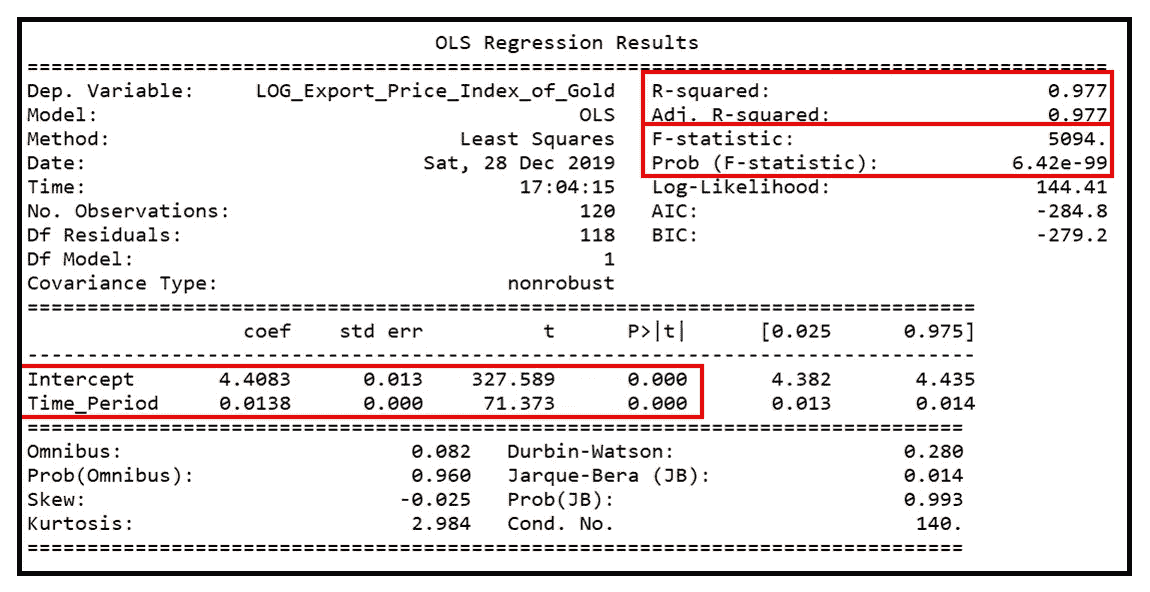 OLS Regression Results
==============================================================================
Dep. Variable: LOG_Export_Price_Index_of_Gold R-squared: 0.977
Model: OLS Adj. R-squared: 0.977
Method: Least Squares F-statistic: 5094.
Date: Sat, 28 Dec 2019 Prob (F-statistic): 6.42e-99
Time: 17:04:15 Log-Likelihood: 144.41
No. Observations: 120 AIC: -284.8
Df Residuals: 118 BIC: -279.2
Df Model: 1
Covariance Type: nonrobust
==============================================================================
coef std err t P>|t| [0.025 0.975]
------------------------------------------------------------------------------
Intercept 4.4083 0.013 327.589 0.000 4.382 4.435
Time_Period 0.0138 0.000 71.373 0.000 0.013 0.014
==============================================================================
Omnibus: 0.082 Durbin-Watson: 0.280
Prob(Omnibus): 0.960 Jarque-Bera (JB): 0.014
Skew: -0.025 Prob(JB): 0.993
Kurtosis: 2.984 Cond. No. 140.
==============================================================================